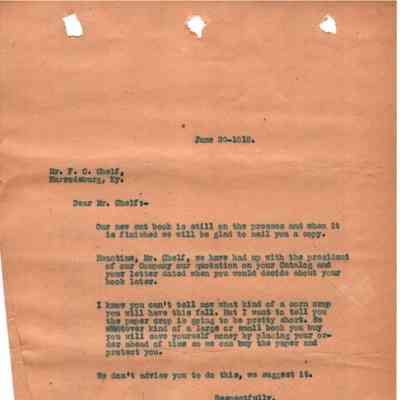 June 20-1918.
Mr. F. C. Shelf,
Harrodsburg, Ky.
Dear Mr. Shelf:-
Our new cut book is still on the presses and when it
is finished we will be glad to mail you a copy.
Meantime, Mr. Shelf, we have had up with the president
of our Company our quotation on your Catalog and
your letter dated when you would decide about your
book later.
I know you can't tell now what kind of a corn crop
you will have this fall. But I want to tell you
the paper crop is going to be pretty short. So
whatever kind of a large or small book you buy
you will save yourself money by placing your or-
der ahead of time so we can buy the paper and
protect you.
We don't advise you to do this, we suggest it.
Respectfully,